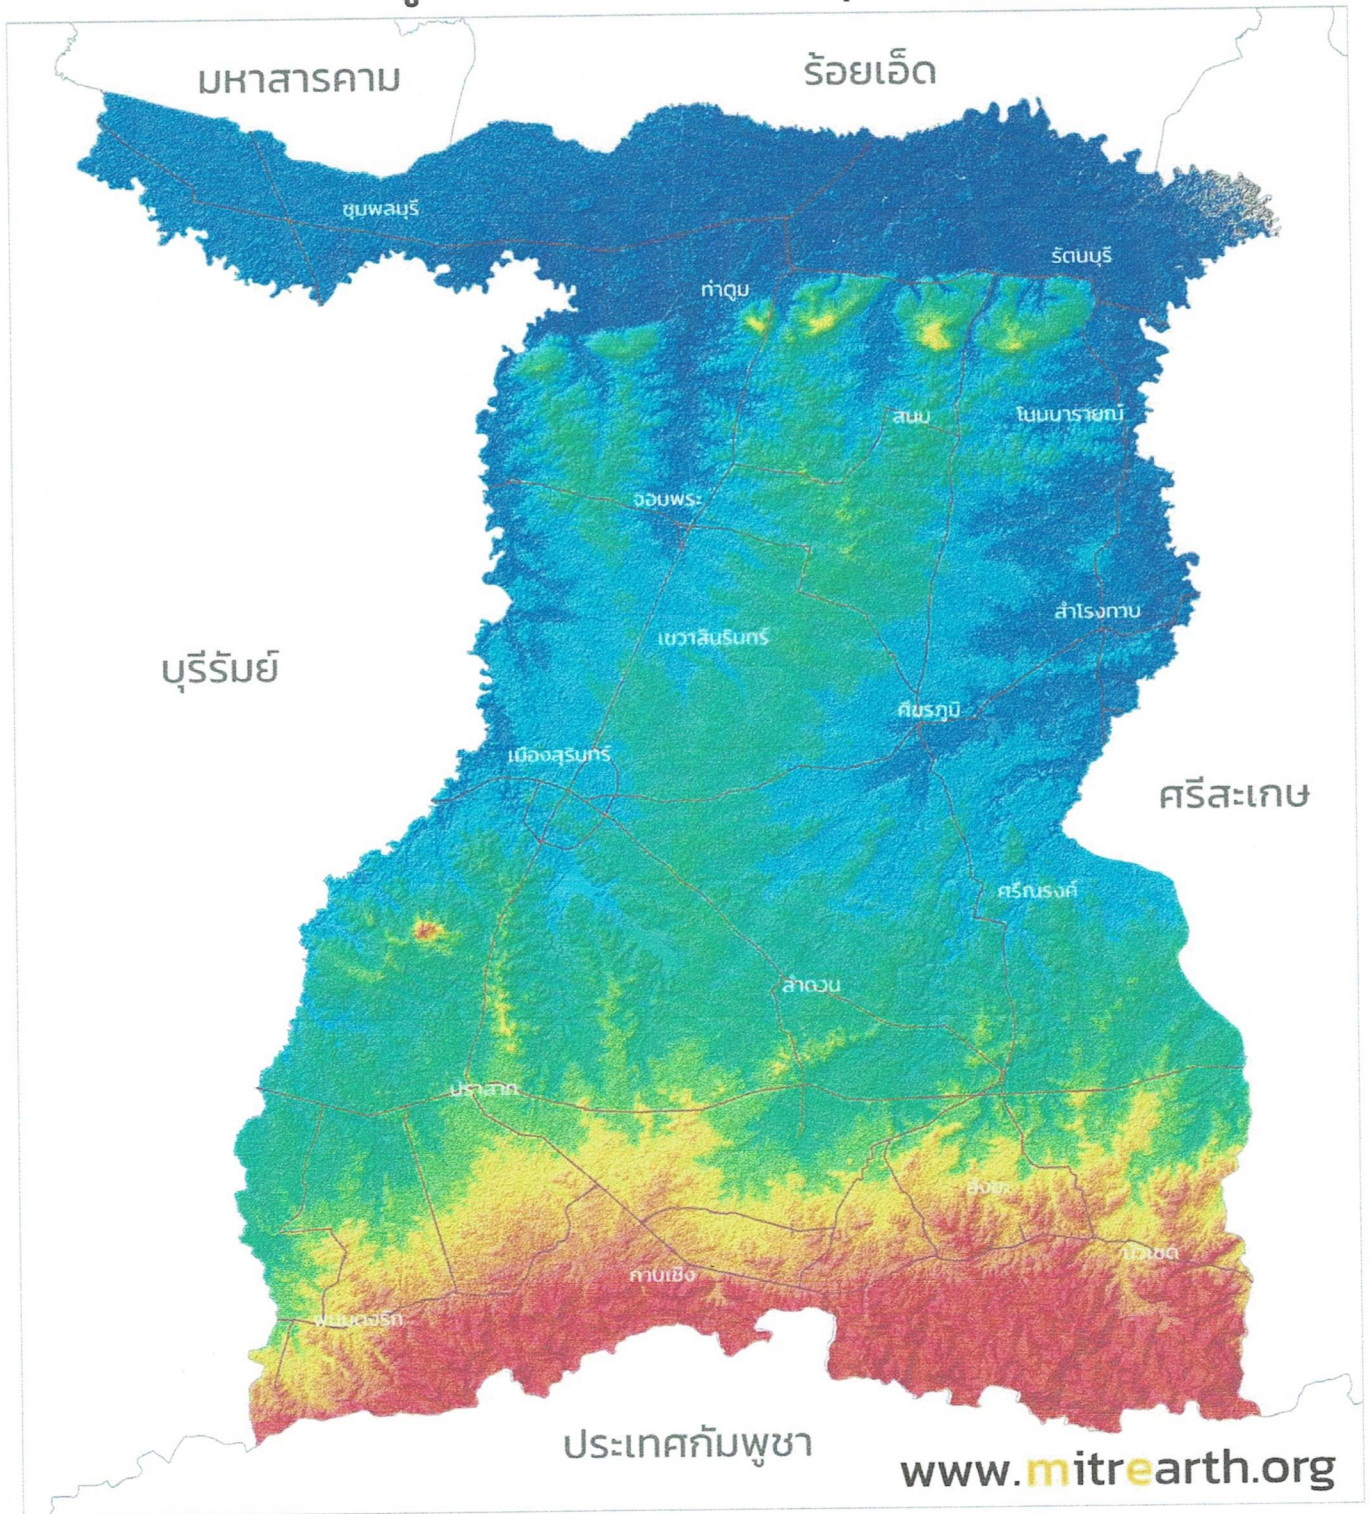 มหาสารคาม
ร้อยเอ็ด
ชุมพลบุรี
รัตนบุรี
ท่าตูม
สนม
โนนนารายณ์
จอมพระ
สำโรงทาบ
เขวาสินรินทร์
บุรีรัมย์
ศีขรภูมิ
เมืองสุรินทร์
ศรีสะเกษ
ศรีณรงค์
ลำดวน
ปราสาท
สังขะ
บัวเชด
กาบเชิง
พนมดงรัก
ประเทศกัมพูชา
www.mitrearth.org